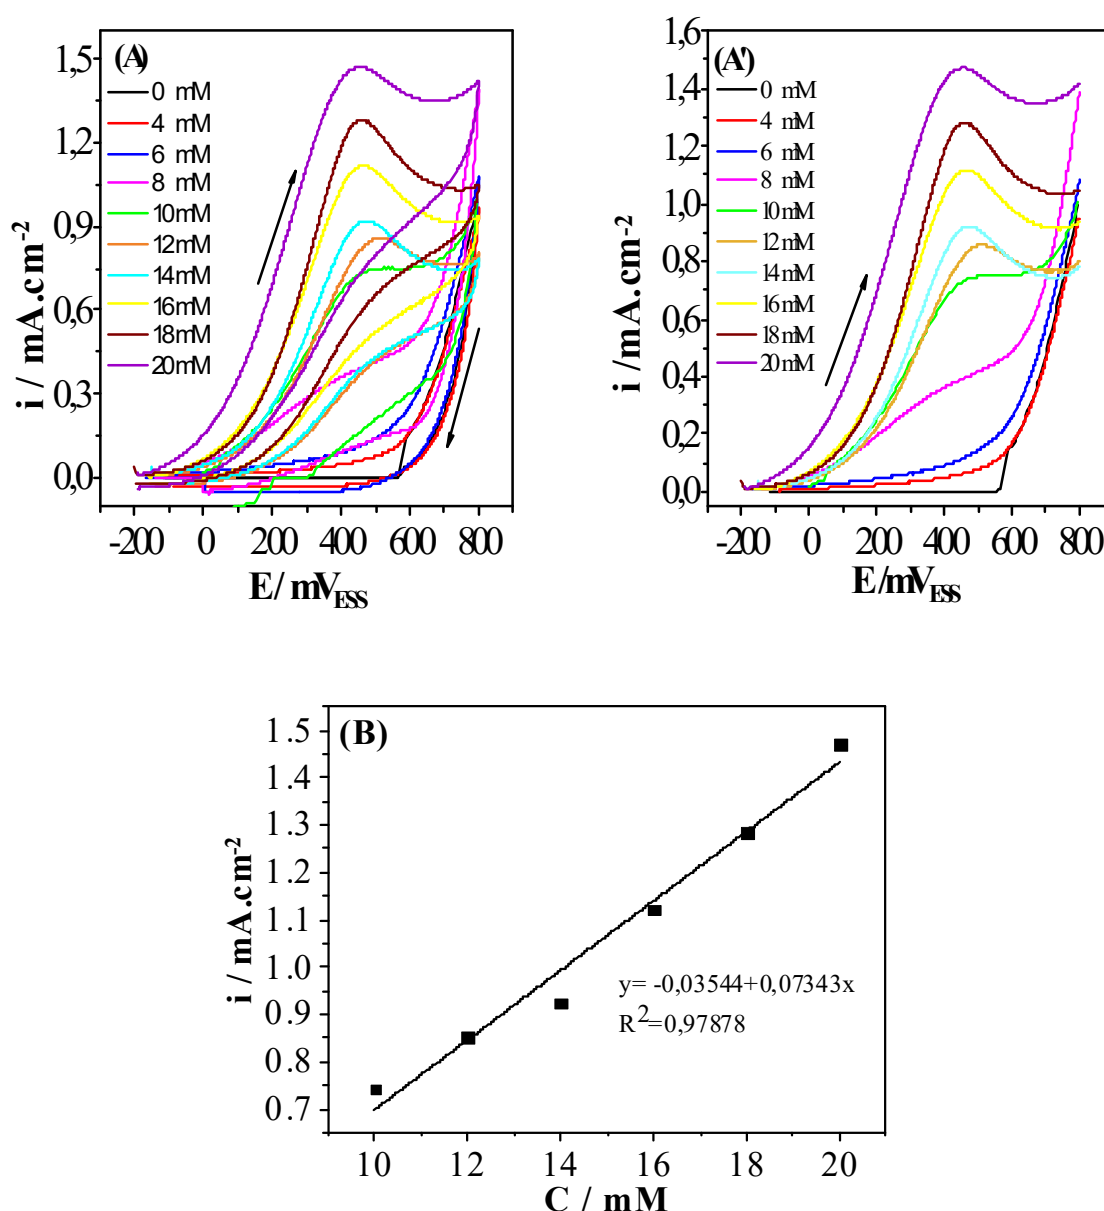 (A)
1,5
1,2
0,9
0,6
0,3
0,0
i / mA.cm-2
0 mM
4 mM
6 mM
8 mM
10mM
12mM
14mM
16mM
18mM
20mM
-200 0 200 400 600 800
E/ mVESS
(A')
1,6
1,4
1,2
1,0
0,8
0,6
0,4
0,2
0,0
i / mA.cm-2
0 mM
4 mM
6 mM
8 mM
10mM
12mM
14mM
16mM
18mM
20mM
-200 0 200 400 600 800
E/mVESS
(B)
1.5
1.4
1.3
1.2
1.1
1.0
0.9
0.8
0.7
i / mA.cm-2
y= -0,03544+0,07343x
R2=0,97878
10 12 14 16 18 20
C / mM